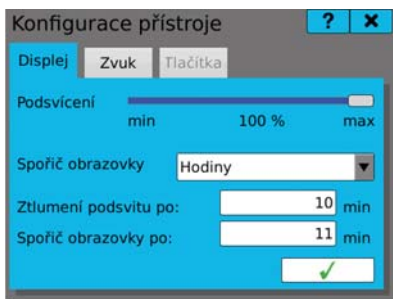 Konfigurace přístroje ? ×
Displej Zvuk Tlačítka
Podsvícení
min 100 % max
Spořič obrazovky Hodiny
Ztlumení podsvitu po: 10 min
Spořič obrazovky po: 11 min